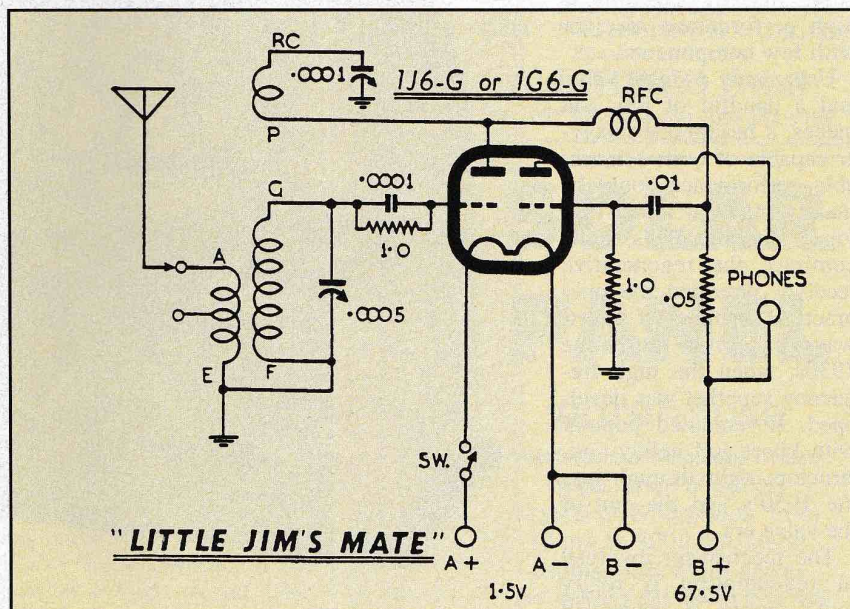 RC
.0001
1J6-G or 1G6-G
RFC
P
G
.0001
.01
1.0
A
.0005
1.0
.05
PHONES
E
F
SW.
"LITTLE JIM'S MATE"
A+
A-
B-
B+
1.5V
67.5V